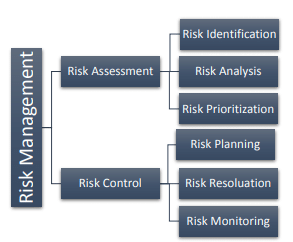 Risk Management
Risk Assessment
Risk Identification
Risk Analysis
Risk Prioritization
Risk Control
Risk Planning
Risk Resoluation
Risk Monitoring